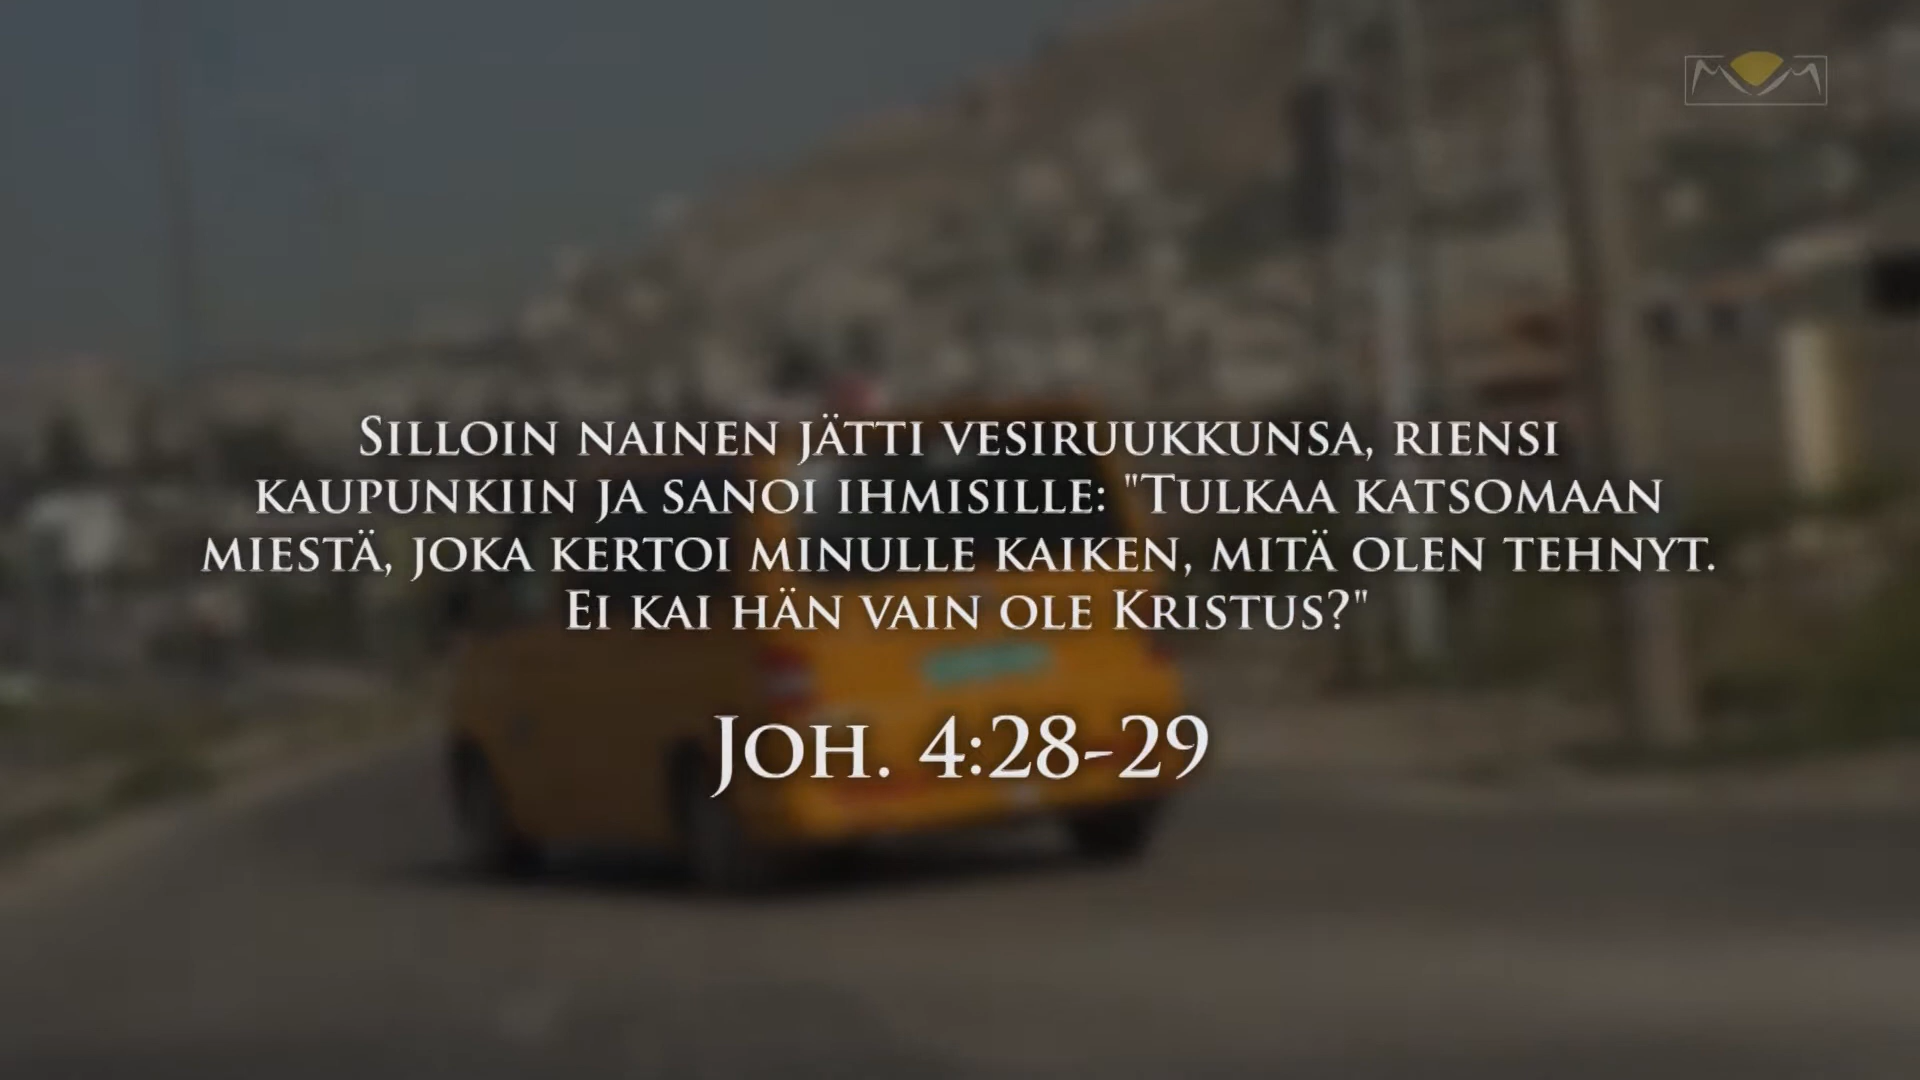 Silloin nainen jätti vesiruukkunsa, riensi
kaupunkiin ja sanoi ihmisille: "Tulkaa katsomaan
miestä, joka kertoi minulle kaiken, mitä olen tehnyt.
Ei kai hän vain ole Kristus?"
Joh. 4:28-29